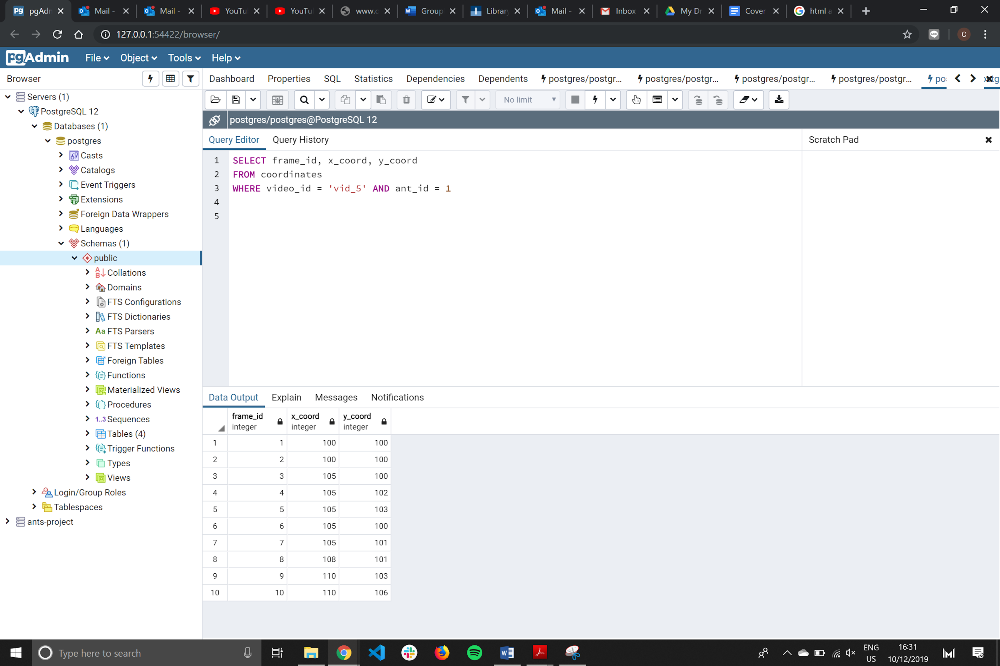 pgAdn
Mail -
Mail -
YouTu
YouTu
www.c
Group
Library
Mail -
Inbox
My Dr
Cover
html a
127.0.0.1:54422/browser/
C
pgAdmin File Object Tools Help
Browser
Dashboard Properties SQL Statistics Dependencies Dependents postgres/postgr... postgres/postgr... postgres/postgr... postgres/postgr... po
Servers (1)
PostgreSQL 12
Databases (1)
postgres
Casts
Catalogs
Event Triggers
Extensions
Foreign Data Wrappers
Languages
Schemas (1)
public
Collations
Domains
FTS Configurations
FTS Dictionaries
Aa FTS Parsers
FTS Templates
Foreign Tables
Functions
Materialized Views
Procedures
1..3 Sequences
Tables (4)
Trigger Functions
Types
Views
Login/Group Roles
Tablespaces
ants-project
No limit
postgres/postgres@PostgreSQL 12
Query Editor Query History
Scratch Pad
1 SELECT frame_id, x_coord, y_coord
2 FROM coordinates
3 WHERE video_id = 'vid_5' AND ant_id = 1
4
5
Data Output Explain Messages Notifications
frame_id x_coord y_coord
integer integer integer
1 1 100 100
2 2 100 100
3 3 105 100
4 4 105 102
5 5 105 103
6 6 105 100
7 7 105 101
8 8 108 101
9 9 110 103
10 10 110 106
Type here to search
ENG
US
16:31
10/12/2019